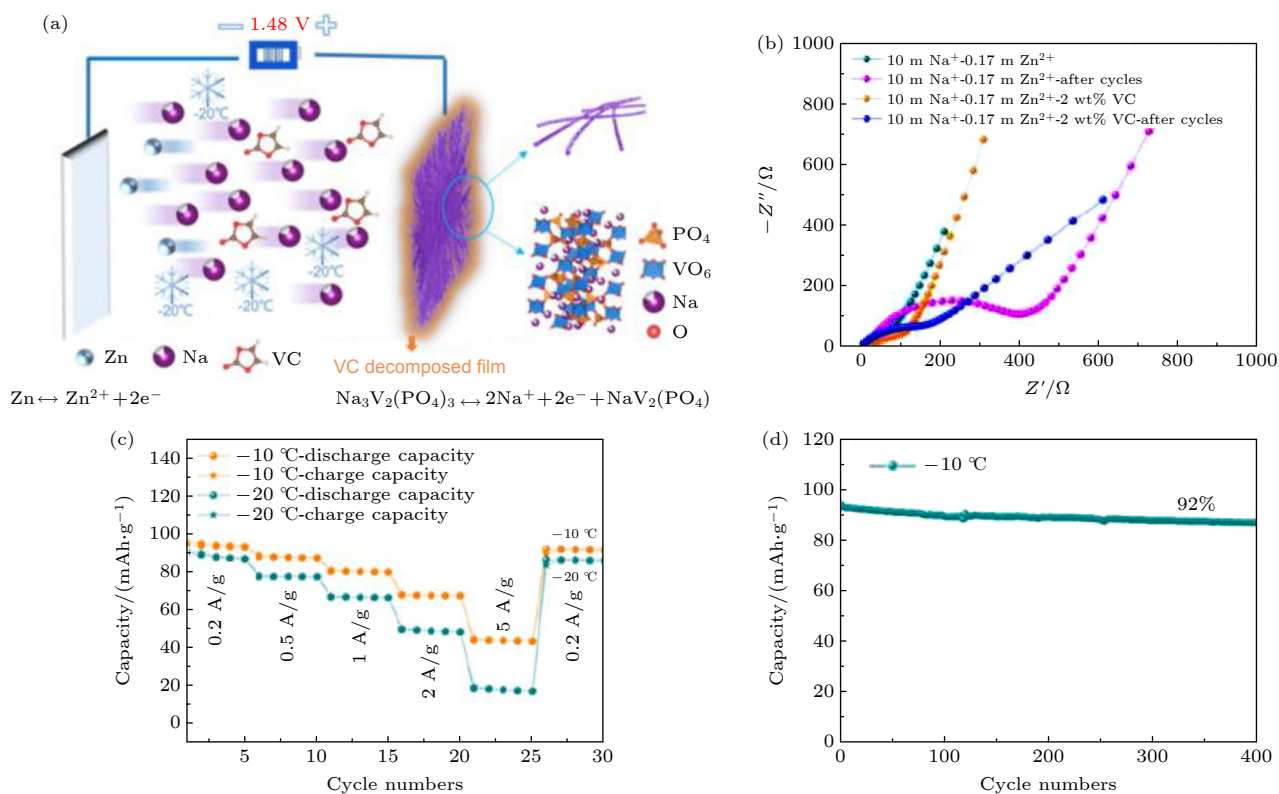 (a)
1.48 V
-20℃
-20℃
-20℃
-20℃
PO₄
VO₆
Na
O
Zn
Na
VC
VC decomposed film
Zn ↔ Zn²⁺+2e⁻
Na₃V₂(PO₄)₃ ↔ 2Na⁺+2e⁻+NaV₂(PO₄)
(b)
10 m Na⁺-0.17 m Zn²⁺
10 m Na⁺-0.17 m Zn²⁺-after cycles
10 m Na⁺-0.17 m Zn²⁺-2 wt% VC
10 m Na⁺-0.17 m Zn²⁺-2 wt% VC-after cycles
1000
800
600
400
200
0
−Z″/Ω
0
200
400
600
800
1000
Z′/Ω
(c)
−10 ℃-discharge capacity
−10 ℃-charge capacity
−20 ℃-discharge capacity
−20 ℃-charge capacity
140
120
100
80
60
40
20
0
Capacity/(mAh·g⁻¹)
0.2 A/g
0.5 A/g
1 A/g
2 A/g
5 A/g
0.2 A/g
−10 ℃
−20 ℃
5
10
15
20
25
30
Cycle numbers
(d)
−10 ℃
92%
120
100
80
60
40
20
0
Capacity/(mAh·g⁻¹)
0
100
200
300
400
Cycle numbers